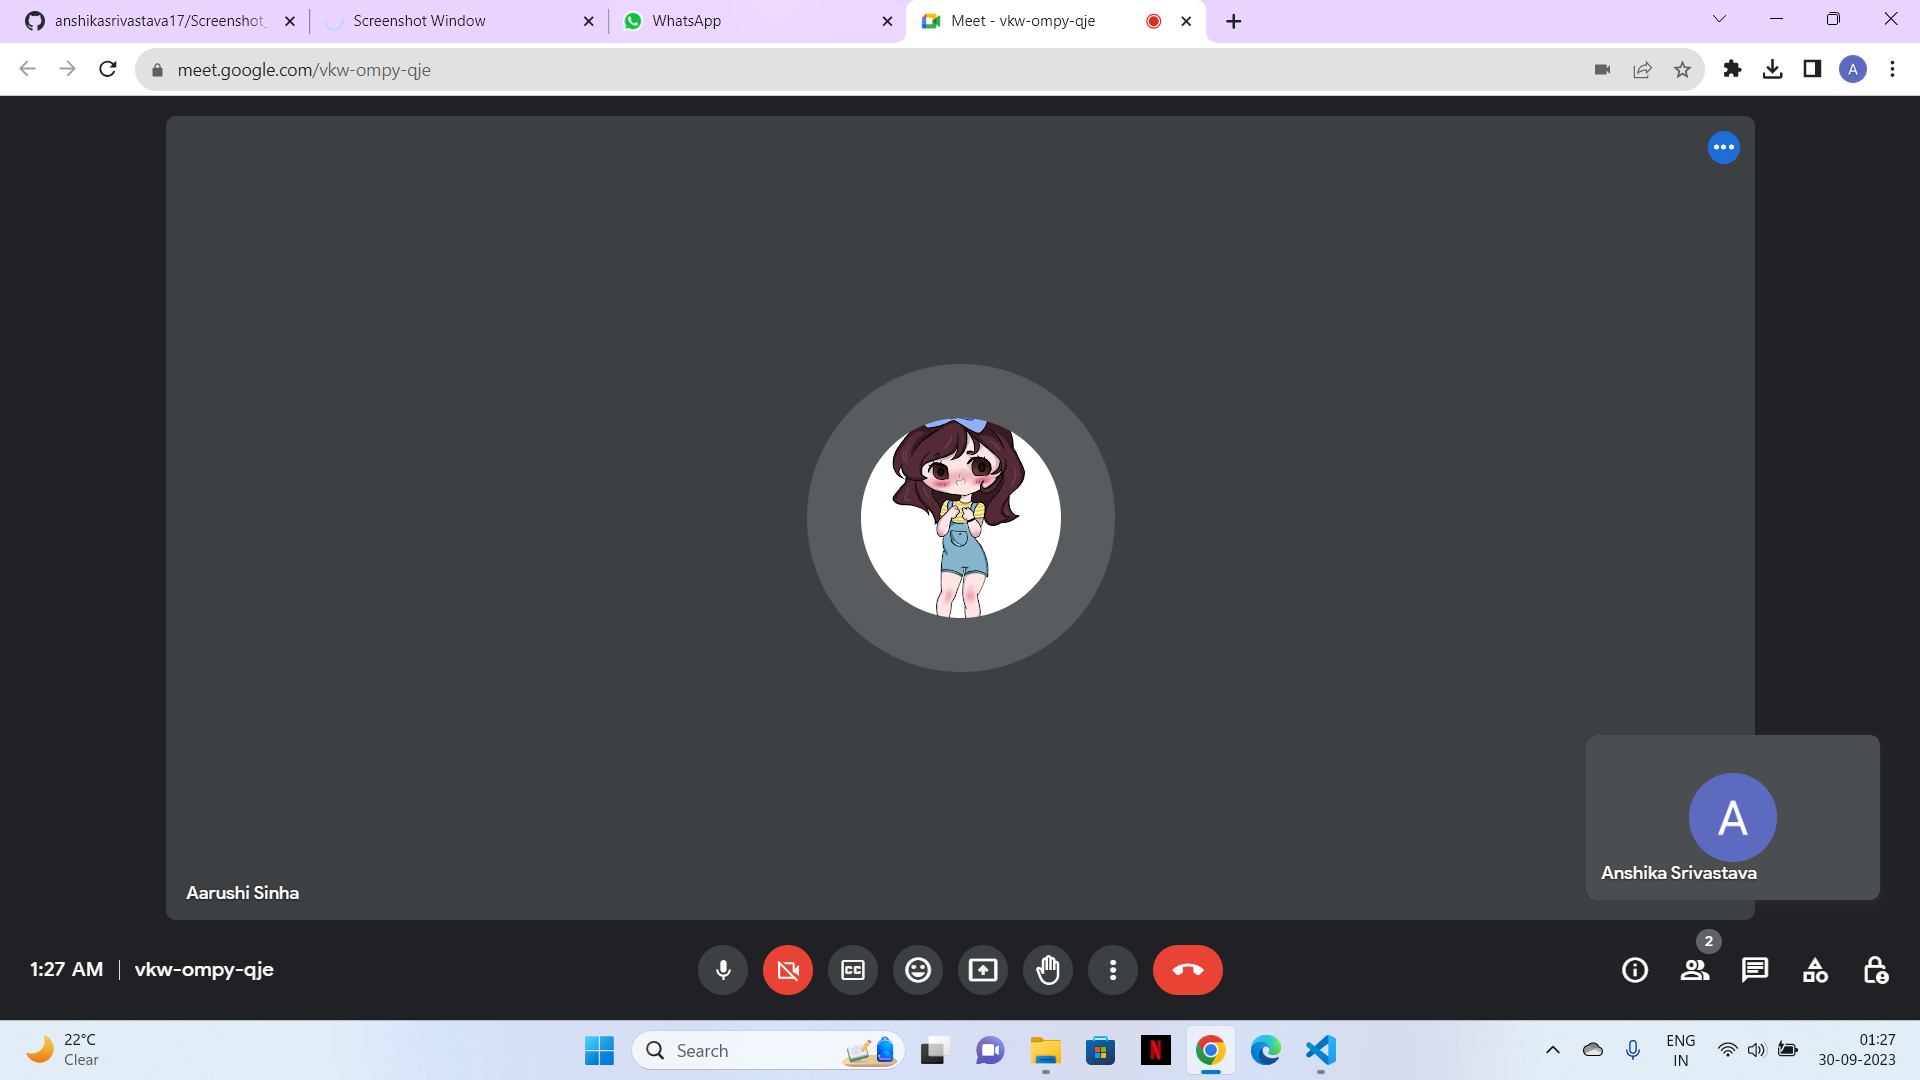 anshikasrivastava17/Screenshot_
Screenshot Window
WhatsApp
Meet - vkw-ompy-qje
meet.google.com/vkw-ompy-qje
A
A
Anshika Srivastava
Aarushi Sinha
2
1:27 AM
vkw-ompy-qje
CC
22°C
Clear
Search
N
ENG
IN
01:27
30-09-2023